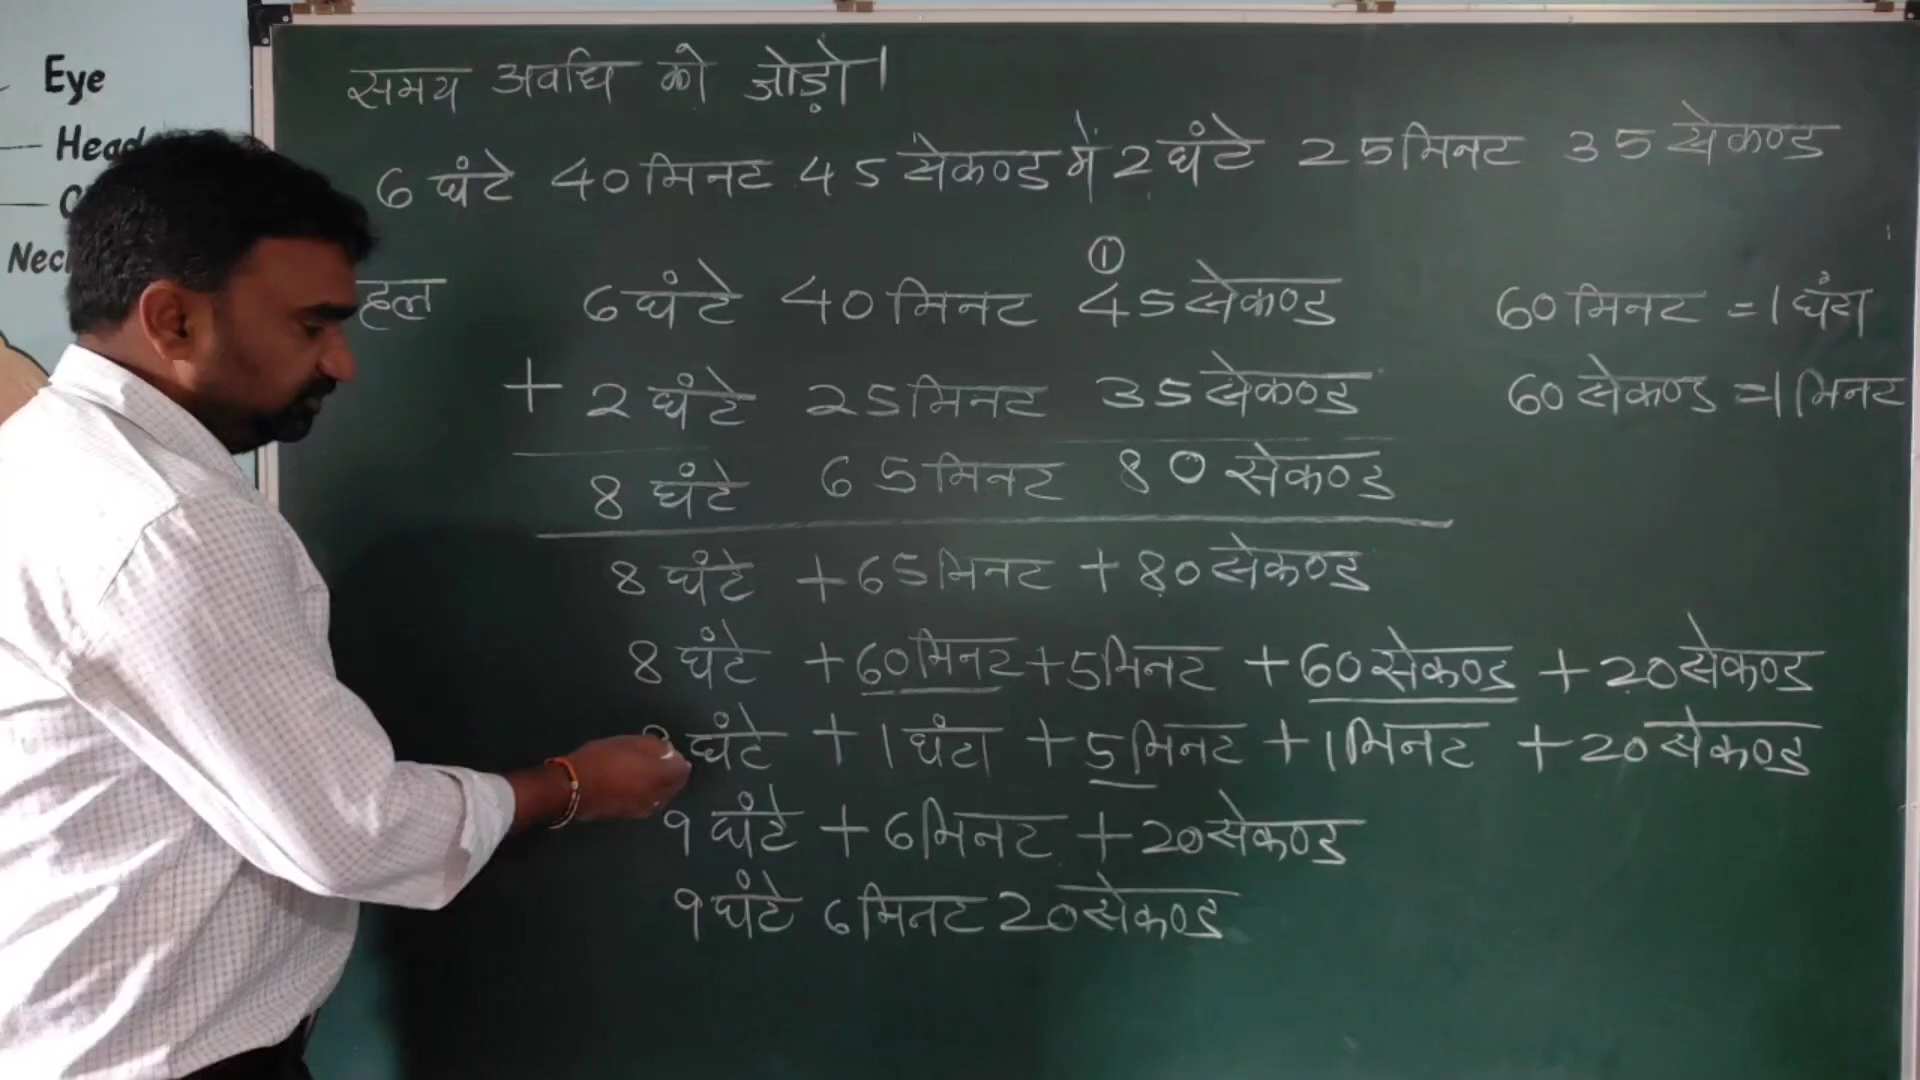 Eye
Head
Neck
समय अवधि को जोड़ो।
6 घंटे 40 मिनट 45 सेकण्ड में 2 घंटे 25 मिनट 35 सेकण्ड
①
हल 6 घंटे 40 मिनट 45 सेकण्ड 60 मिनट = 1 घंटा
+ 2 घंटे 25 मिनट 35 सेकण्ड 60 सेकण्ड = 1 मिनट
8 घंटे 65 मिनट 80 सेकण्ड
8 घंटे + 65 मिनट + 80 सेकण्ड
8 घंटे + 60 मिनट + 5 मिनट + 60 सेकण्ड + 20 सेकण्ड
8 घंटे + 1 घंटा + 5 मिनट + 1 मिनट + 20 सेकण्ड
9 घंटे + 6 मिनट + 20 सेकण्ड
9 घंटे 6 मिनट 20 सेकण्ड